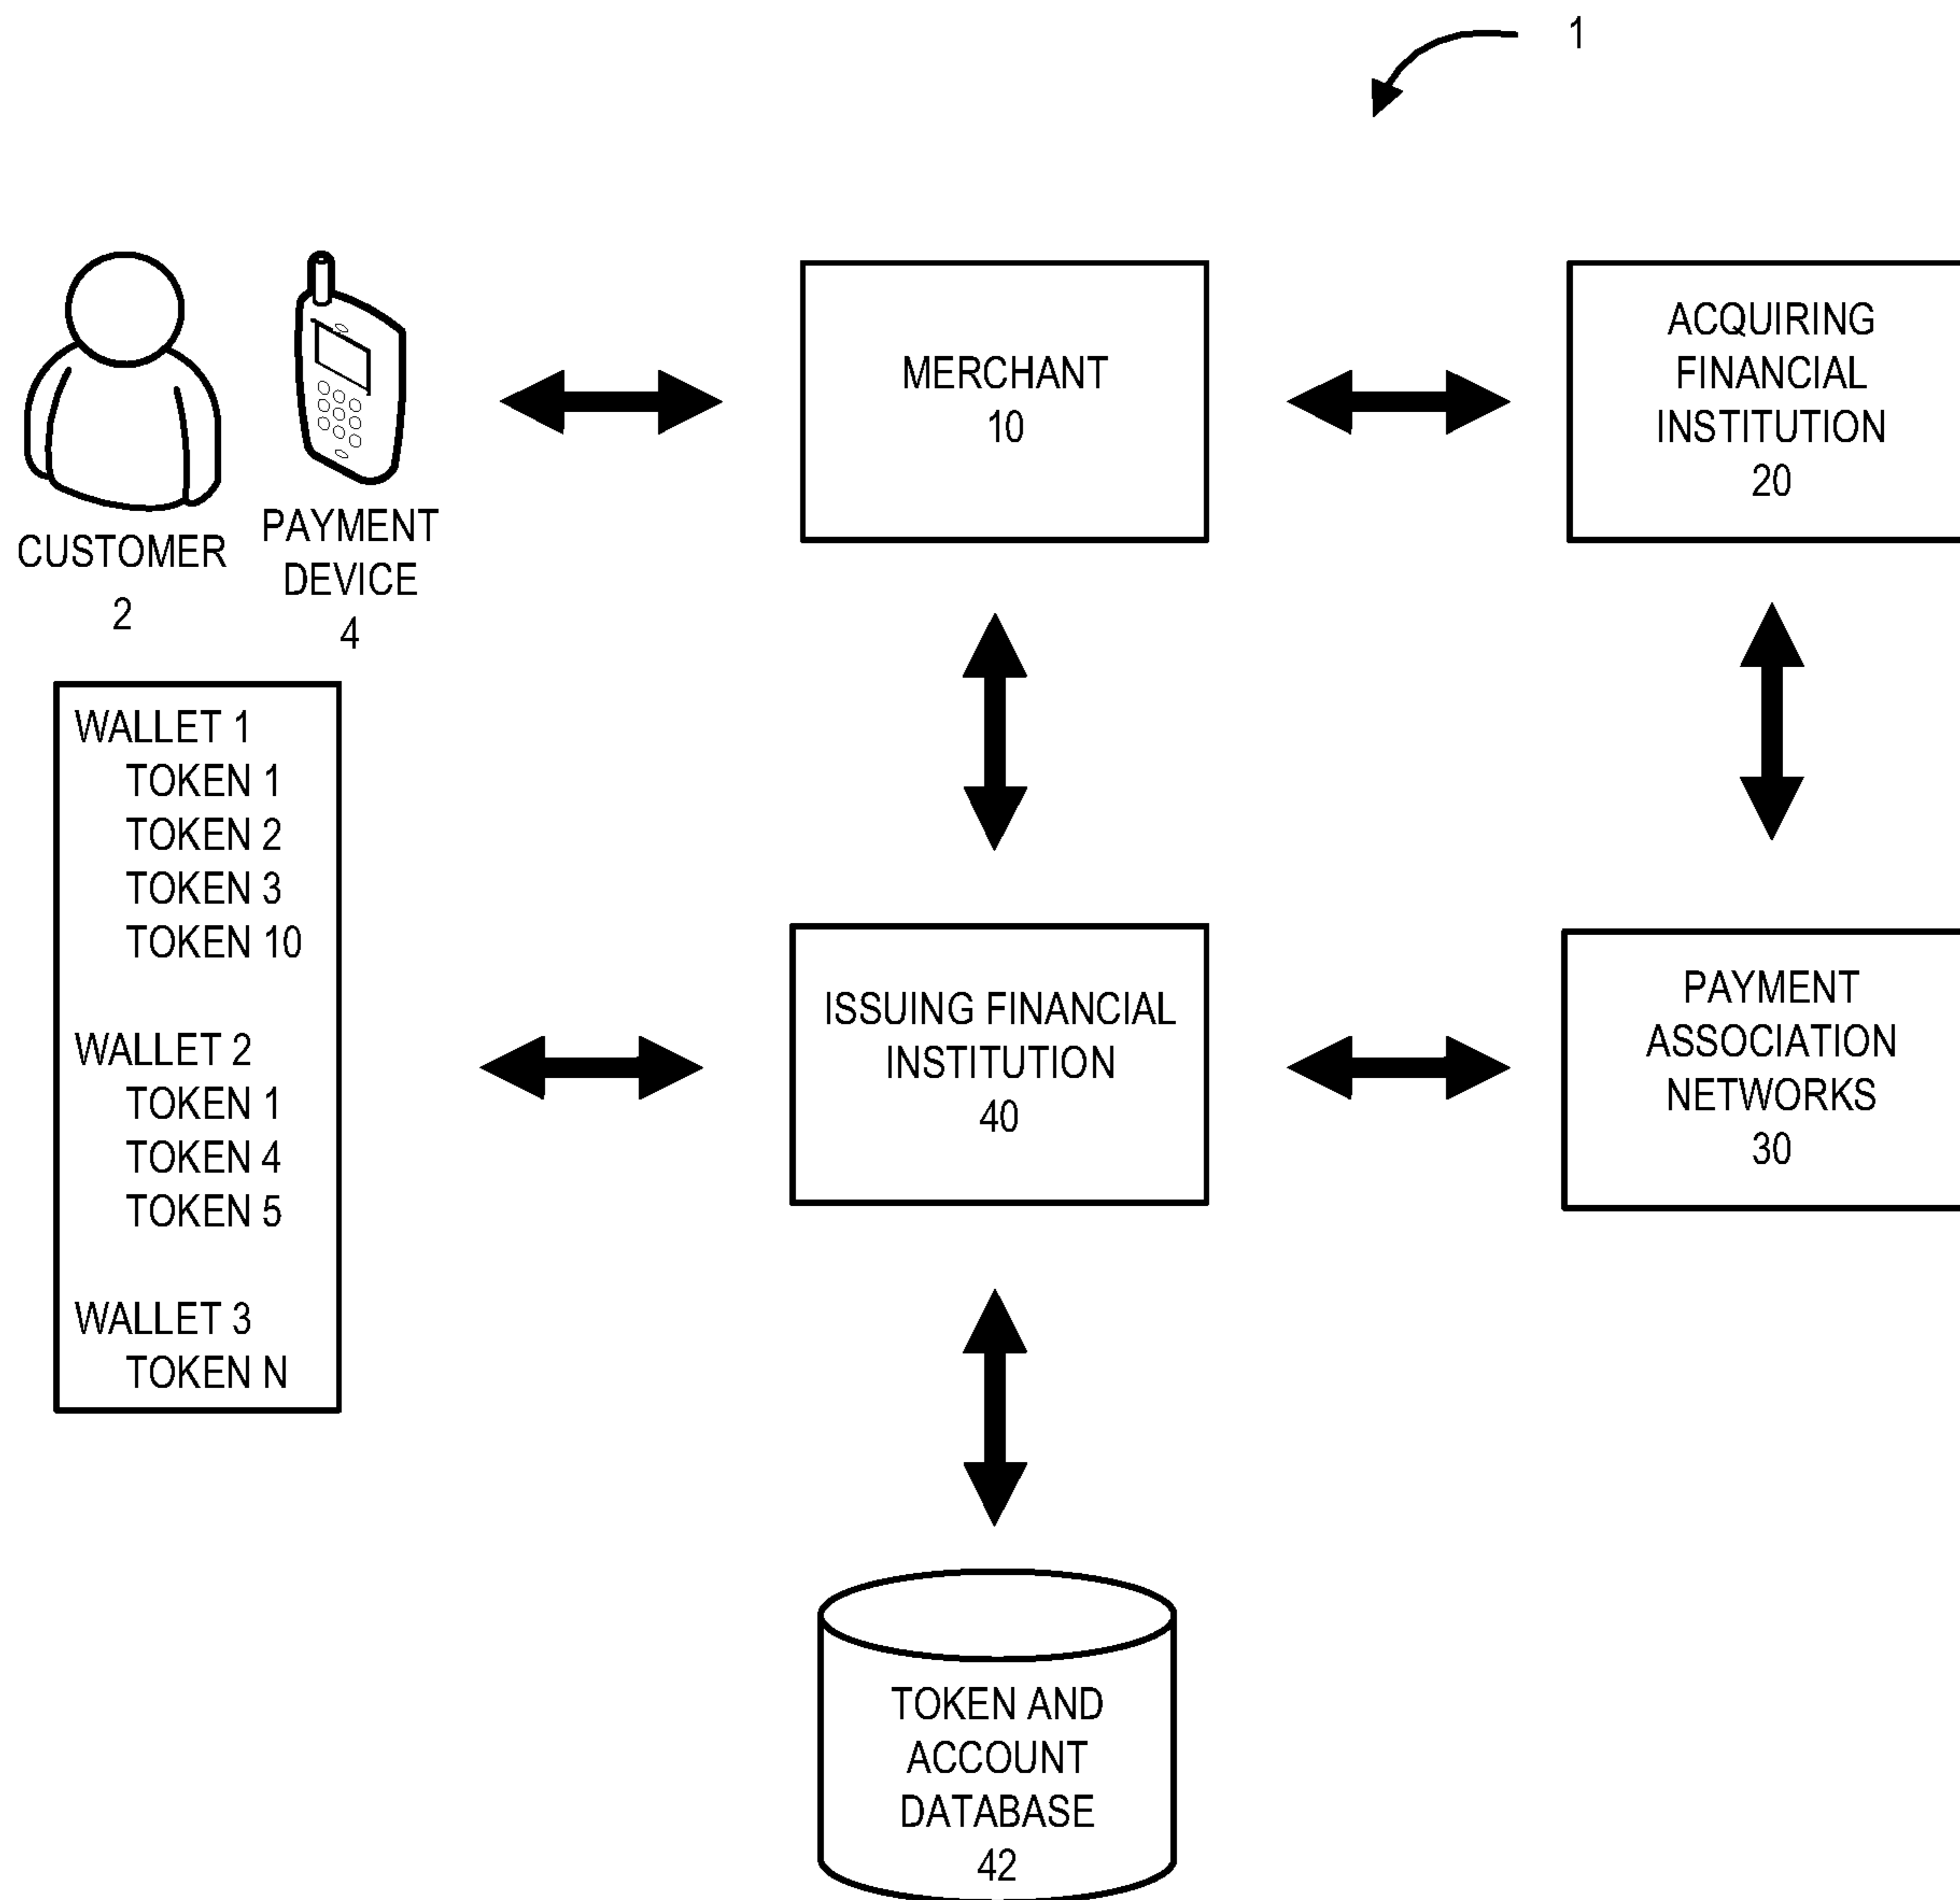 1
CUSTOMER
2
PAYMENT
DEVICE
4
MERCHANT
10
ACQUIRING
FINANCIAL
INSTITUTION
20
WALLET 1
TOKEN 1
TOKEN 2
TOKEN 3
TOKEN 10
WALLET 2
TOKEN 1
TOKEN 4
TOKEN 5
WALLET 3
TOKEN N
ISSUING FINANCIAL
INSTITUTION
40
PAYMENT
ASSOCIATION
NETWORKS
30
TOKEN AND
ACCOUNT
DATABASE
42